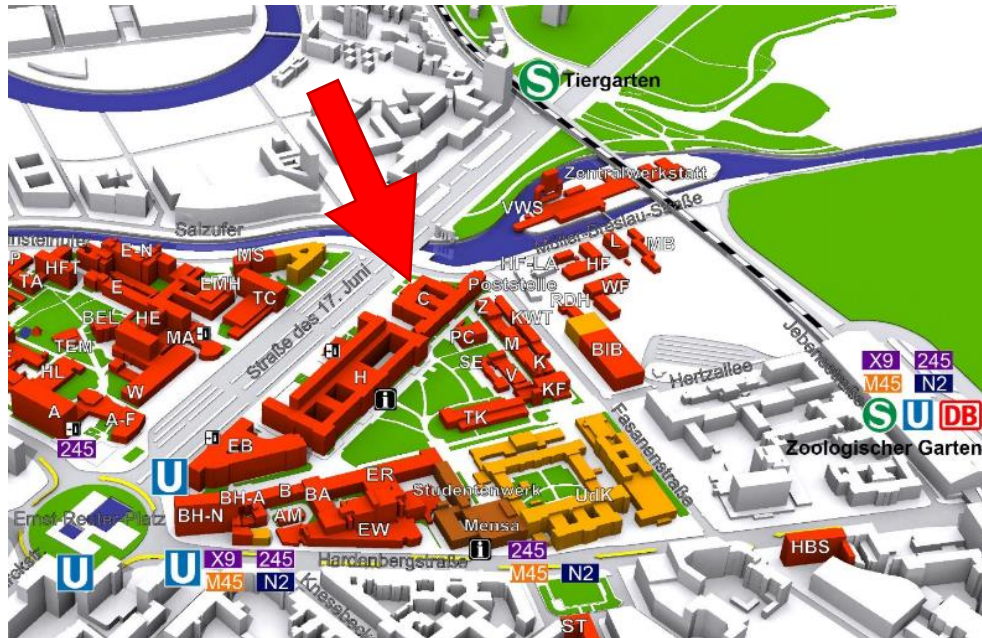 S Tiergarten
Zentralwerkstatt
VWS
Müller-Breslau-Straße
Salzufer
E-N
MS
L
MB
HF-LA
HF
P
HFT
TA
E
EMH
TC
Poststelle
WF
RDH
C
Z
KWT
BEL
HE
MA
Straße des 17. Juni
PC
M
TEM
SE
K
BIB
V
HL
W
H
KF
Hertzallee
X9 245
M45 N2
A
A-F
i
TK
S U DB
245
EB
Fasanenstraße
Zoologischer Garten
U
ER
BH-A
B
BA
Studentenwerk
UdK
BH-N
AM
EW
Mensa
Ernst-Reuter-Platz
HBS
i
245
U
U
X9 245
M45 N2
Hardenbergstraße
M45 N2
ST